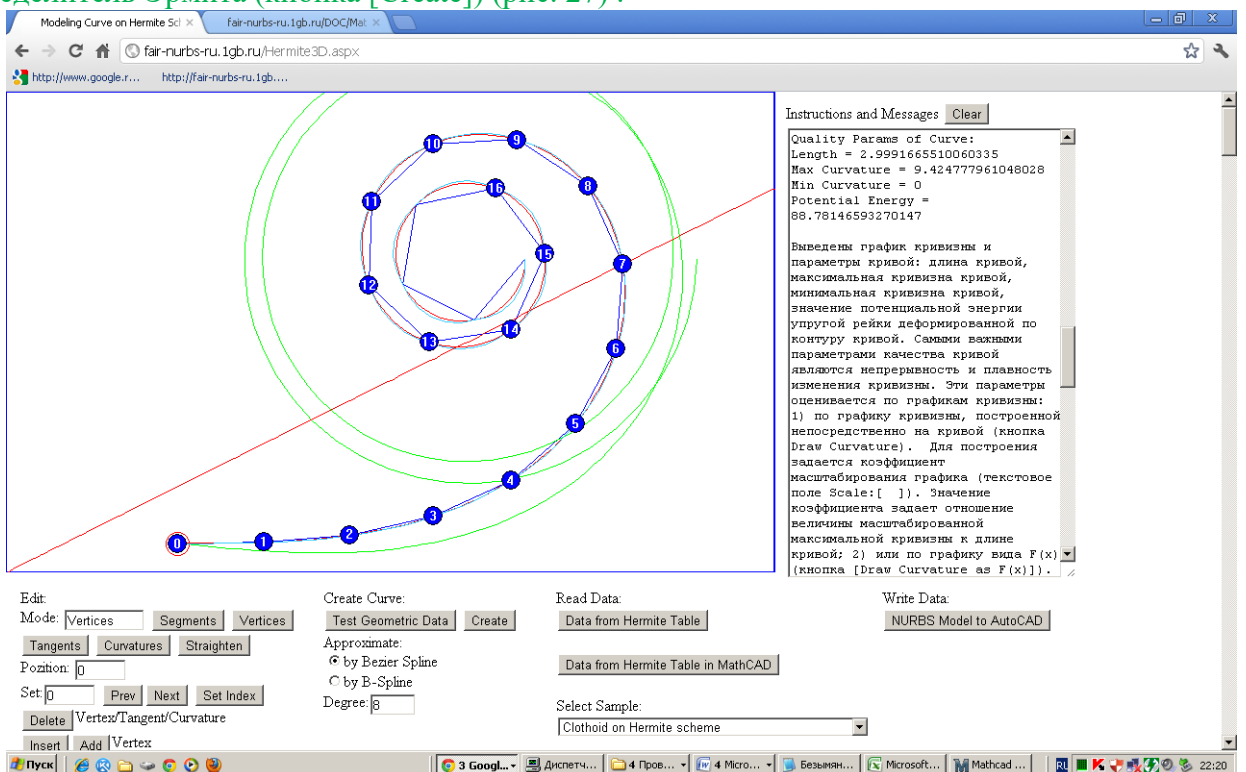 еделитель Эрмита (кнопка [Create]) (рис. 27) .
Modeling Curve on Hermite Scl × fair-nurbs-ru.1gb.ru/DOC/Mat ×
fair-nurbs-ru.1gb.ru/Hermite3D.aspx
http://www.google.r... http://fair-nurbs-ru.1gb....
Instructions and Messages Clear
Quality Params of Curve:
Length = 2.9991665510060335
Max Curvature = 9.424777961048028
Min Curvature = 0
Potential Energy =
88.78146593270147
Выведены график кривизны и
параметры кривой: длина кривой,
максимальная кривизна кривой,
минимальная кривизна кривой,
значение потенциальной энергии
упругой рейки деформированной по
контуру кривой. Самыми важными
параметрами качества кривой
являются непрерывность и плавность
изменения кривизны. Эти параметры
оценивается по графикам кривизны:
1) по графику кривизны, построенной
непосредственно на кривой (кнопка
Draw Curvature). Для построения
задается коэффициент
масштабирования графика (текстовое
поле Scale:[ ]). Значение
коэффициента задает отношение
величины масштабированной
максимальной кривизны к длине
кривой; 2) или по графику вида F(x)
(кнопка [Draw Curvature as F(x)]).
10 9
16 8
11
15 7
12
13 14
6
5
4
3
0 1 2
Edit: Create Curve: Read Data: Write Data:
Mode: Vertices Segments Vertices Test Geometric Data Create Data from Hermite Table NURBS Model to AutoCAD
Tangents Curvatures Straighten Approximate:
Pozition: 0 by Bezier Spline Data from Hermite Table in MathCAD
by B-Spline
Set: 0 Prev Next Set Index Degree: 8 Select Sample:
Delete Vertex/Tangent/Curvature Clothoid on Hermite scheme
Insert Add Vertex
Пуск 3 Googl... Диспетч... 4 Пров... 4 Micro... Безымян... Microsoft... Mathcad ... RU 22:20